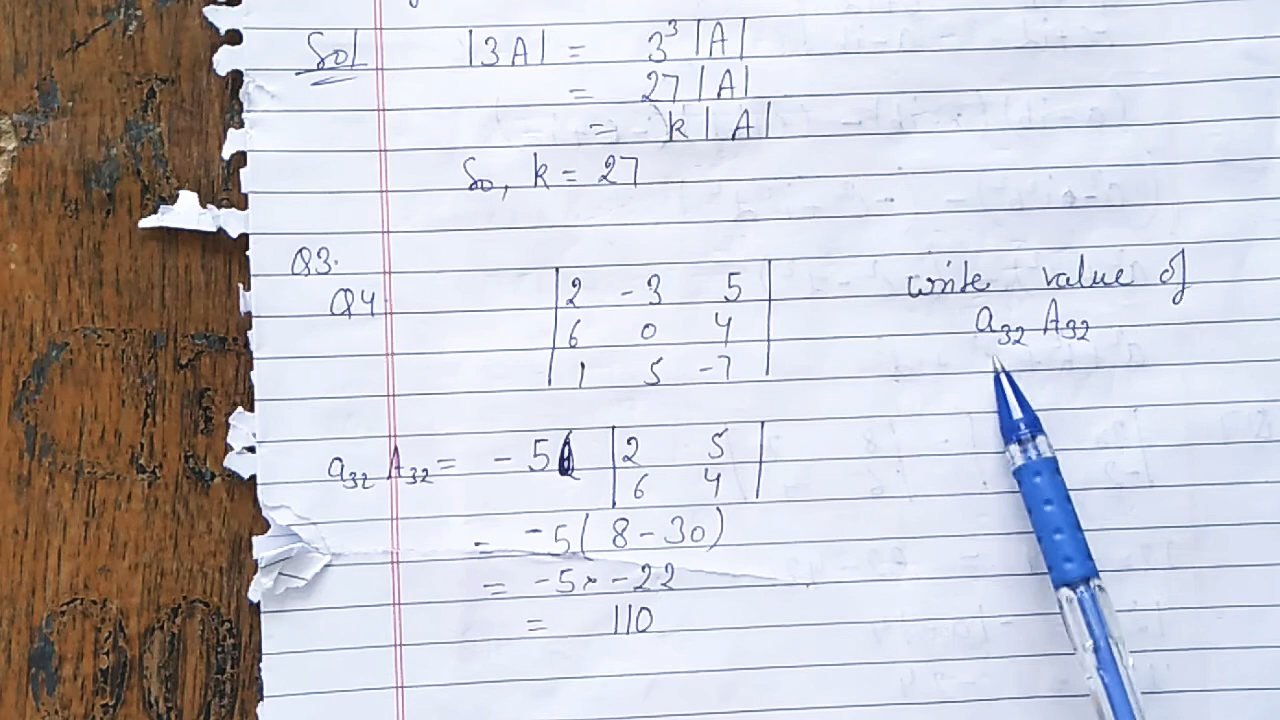 Sol |3A| = 3³ |A|
= 27 |A|
= k |A|
So, k = 27
Q3.
Q4 |2 -3 5| write value of
|6 0 4| a₃₂ A₃₂
|1 5 -7|
a₃₂ A₃₂ = -5 |2 5|
|6 4|
= -5(8-30)
= -5x -22
= 110